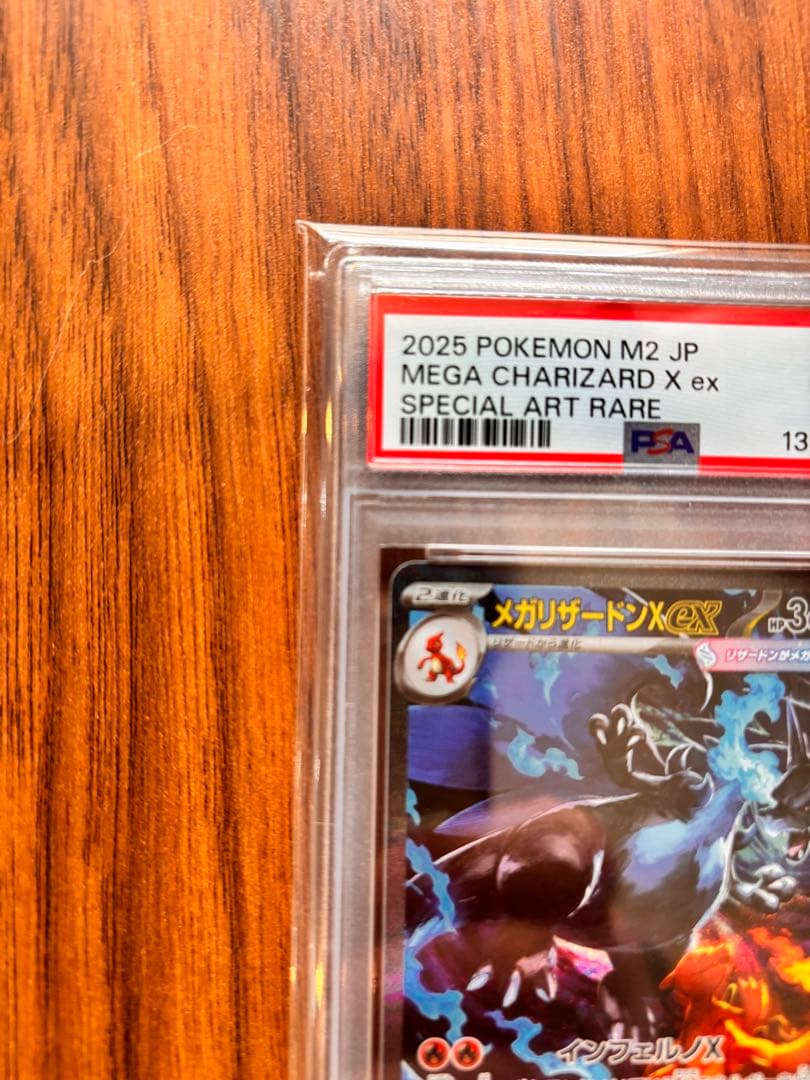 2025 POKEMON M2 JP
MEGA CHARIZARD X ex
SPECIAL ART RARE
PSA
13
2進化
メガリザードンXex
HP3
リザードから進化
リザードンがメガ
インフェルノX